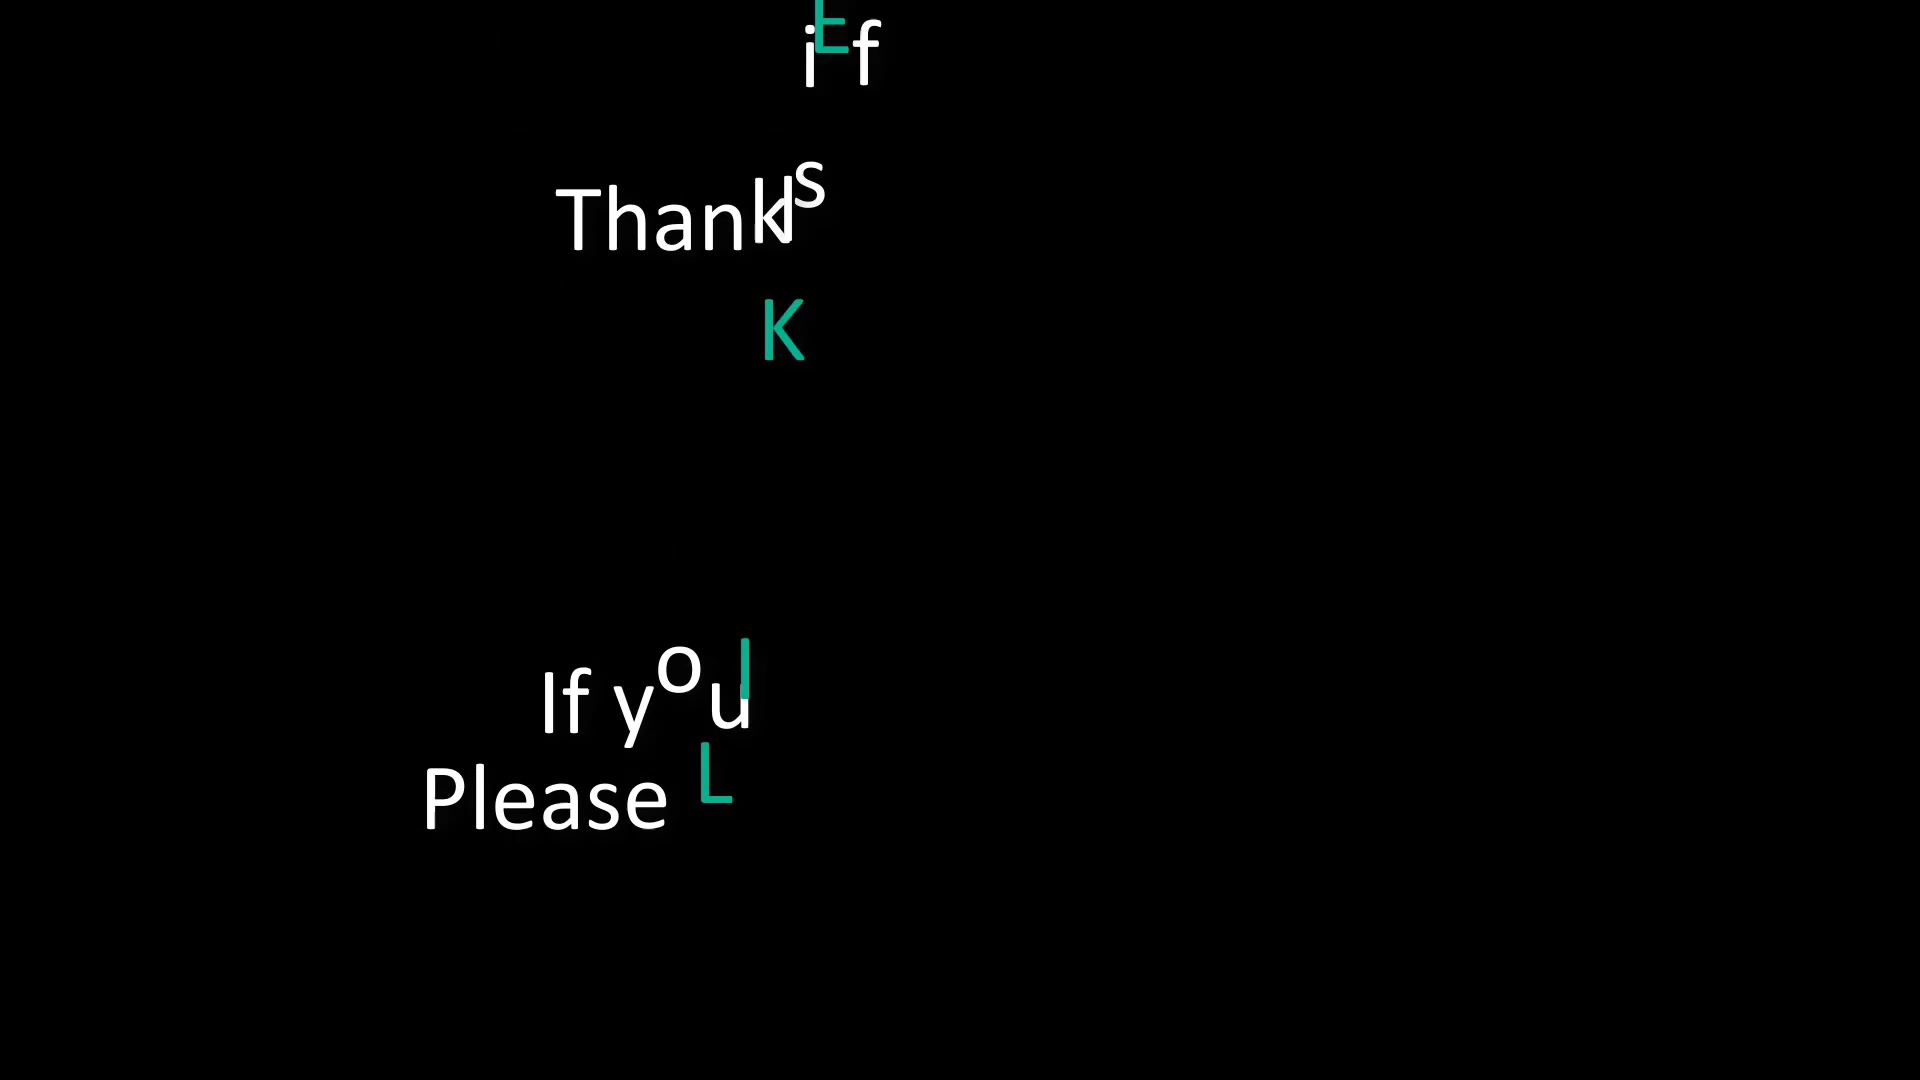 E
if
Thanks
K
If you I
Please L